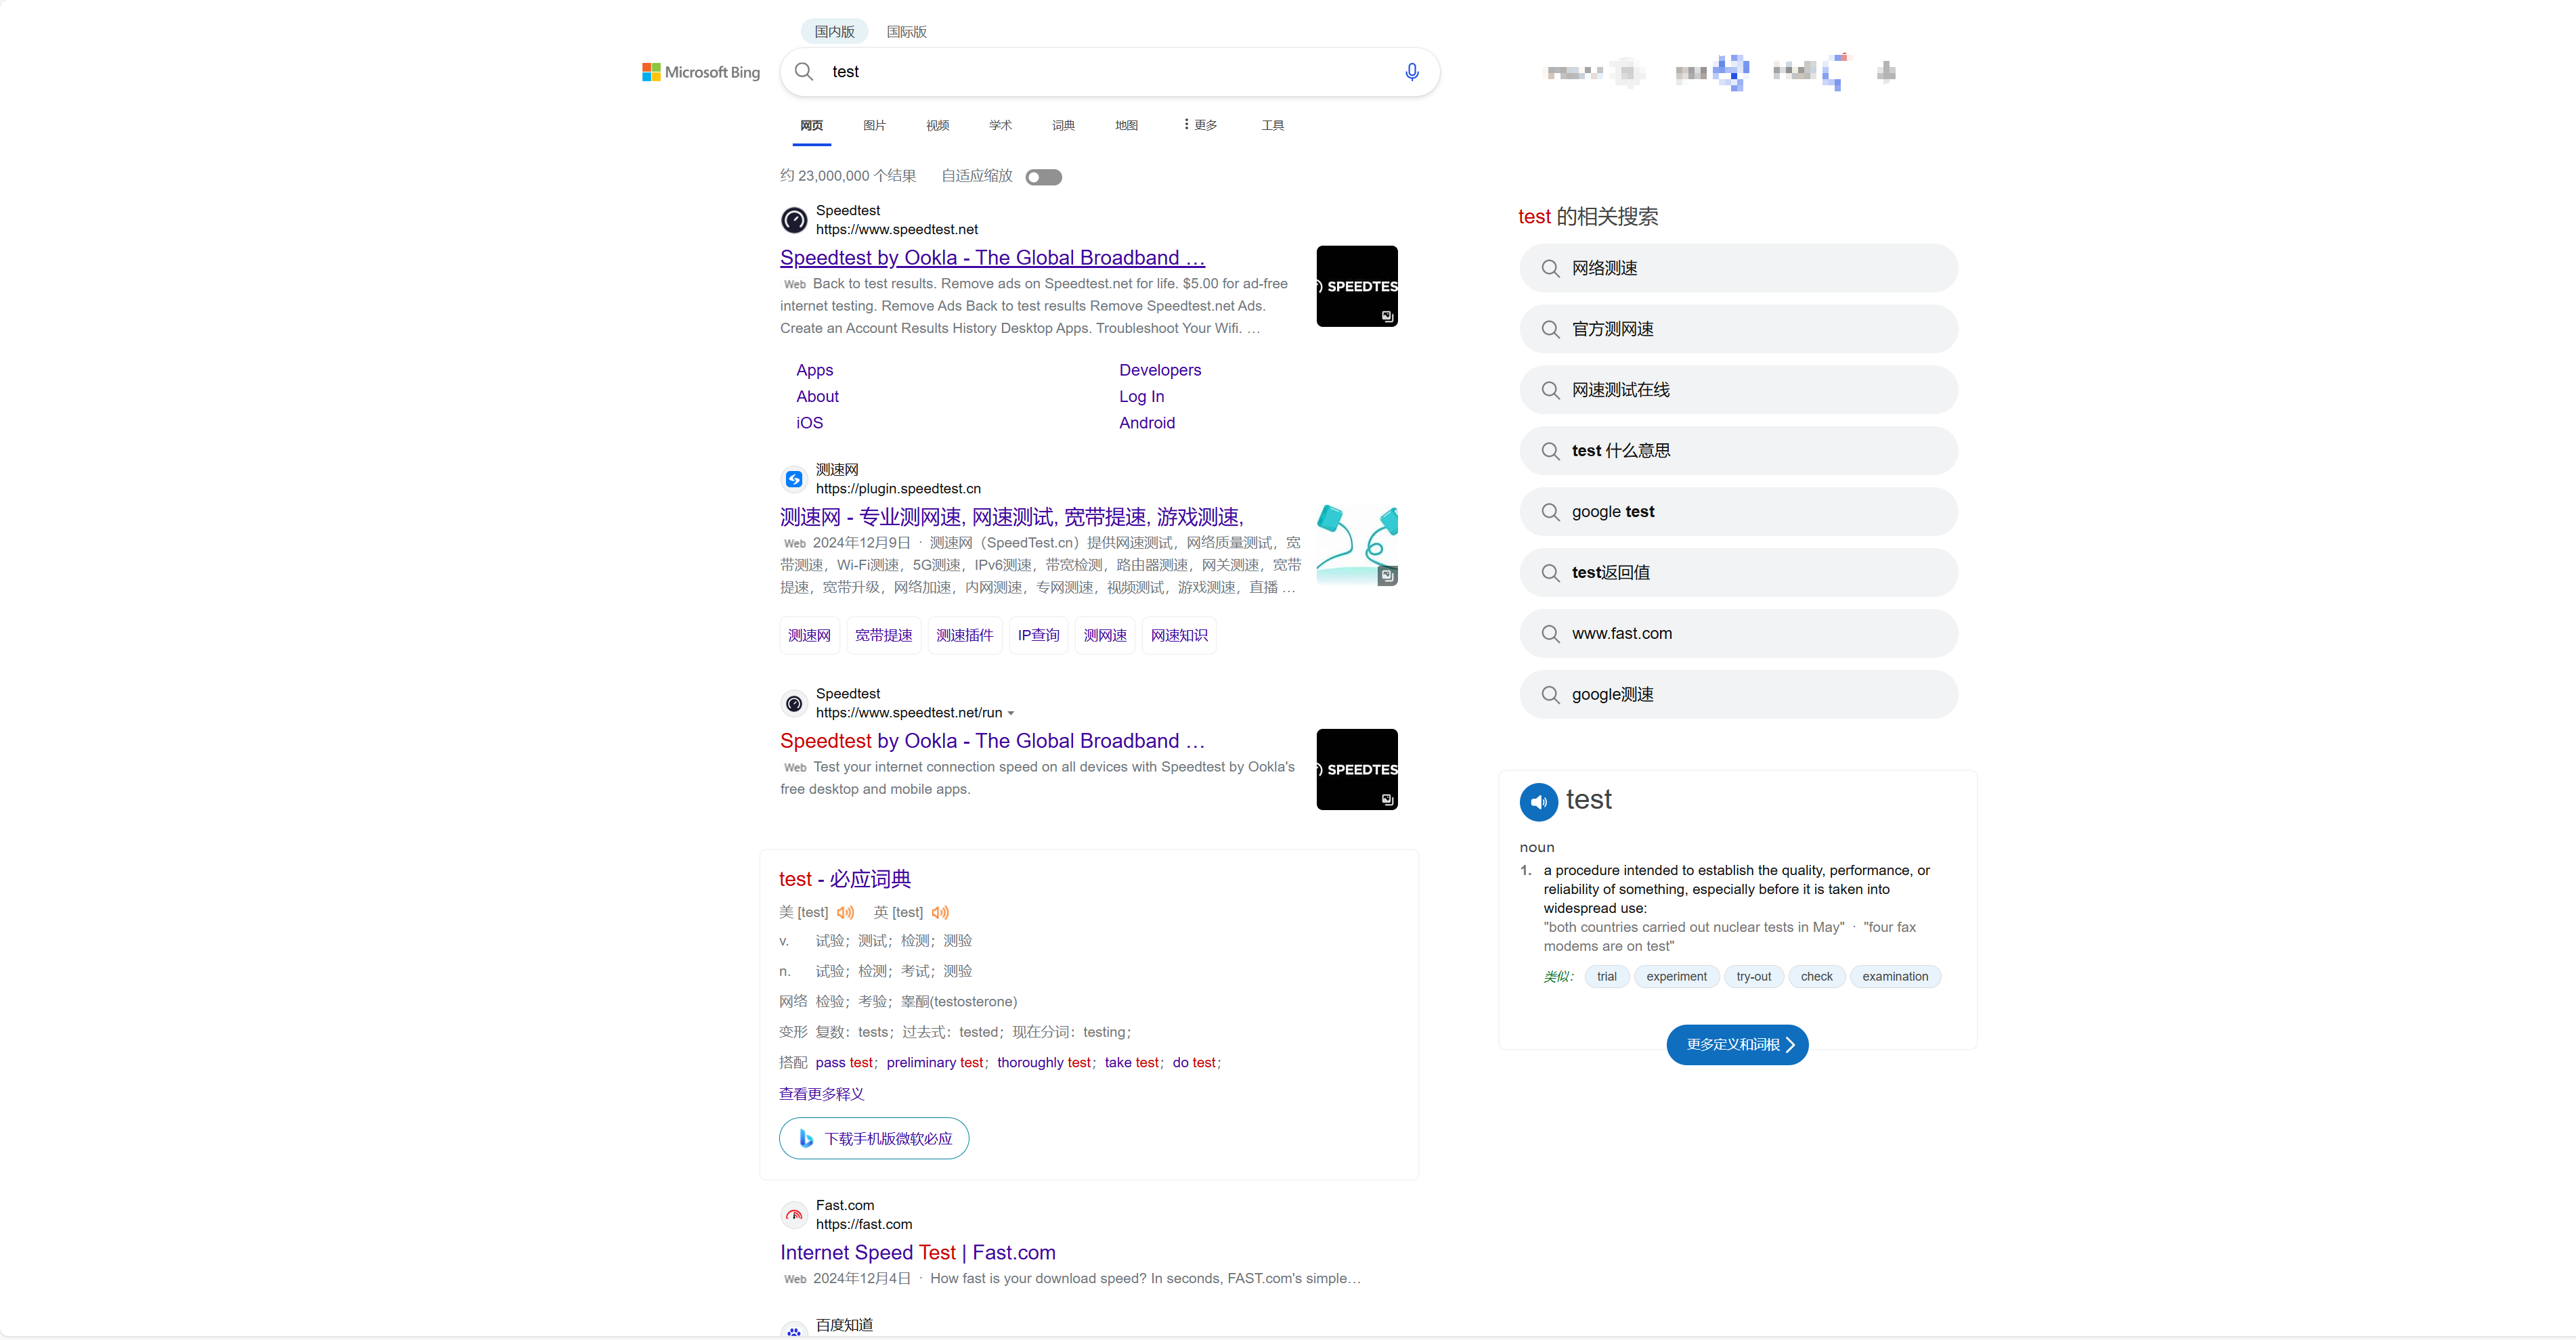 国内版 国际版
Microsoft Bing
test
网页 图片 视频 学术 词典 地图 更多 工具
约 23,000,000 个结果 自适应缩放
Speedtest
https://www.speedtest.net
Speedtest by Ookla - The Global Broadband …
Web Back to test results. Remove ads on Speedtest.net for life. $5.00 for ad-free
internet testing. Remove Ads Back to test results Remove Speedtest.net Ads.
Create an Account Results History Desktop Apps. Troubleshoot Your Wifi. …
SPEEDTES
Apps Developers
About Log In
iOS Android
测速网
https://plugin.speedtest.cn
测速网 - 专业测网速, 网速测试, 宽带提速, 游戏测速,
Web 2024年12月9日 · 测速网（SpeedTest.cn）提供网速测试，网络质量测试，宽
带测速，Wi-Fi测速，5G测速，IPv6测速，带宽检测，路由器测速，网关测速，宽带
提速，宽带升级，网络加速，内网测速，专网测速，视频测试，游戏测速，直播 …
测速网 宽带提速 测速插件 IP查询 测网速 网速知识
Speedtest
https://www.speedtest.net/run
Speedtest by Ookla - The Global Broadband …
Web Test your internet connection speed on all devices with Speedtest by Ookla's
free desktop and mobile apps.
SPEEDTES
test - 必应词典
美 [test] 英 [test]
v. 试验；测试；检测；测验
n. 试验；检测；考试；测验
网络 检验；考验；睾酮(testosterone)
变形 复数：tests；过去式：tested；现在分词：testing；
搭配 pass test；preliminary test；thoroughly test；take test；do test；
查看更多释义
下载手机版微软必应
Fast.com
https://fast.com
Internet Speed Test | Fast.com
Web 2024年12月4日 · How fast is your download speed? In seconds, FAST.com's simple…
百度知道
test 的相关搜索
网络测速
官方测网速
网速测试在线
test 什么意思
google test
test返回值
www.fast.com
google测速
test
noun
1. a procedure intended to establish the quality, performance, or
reliability of something, especially before it is taken into
widespread use:
"both countries carried out nuclear tests in May" · "four fax
modems are on test"
类似： trial experiment try-out check examination
更多定义和词根